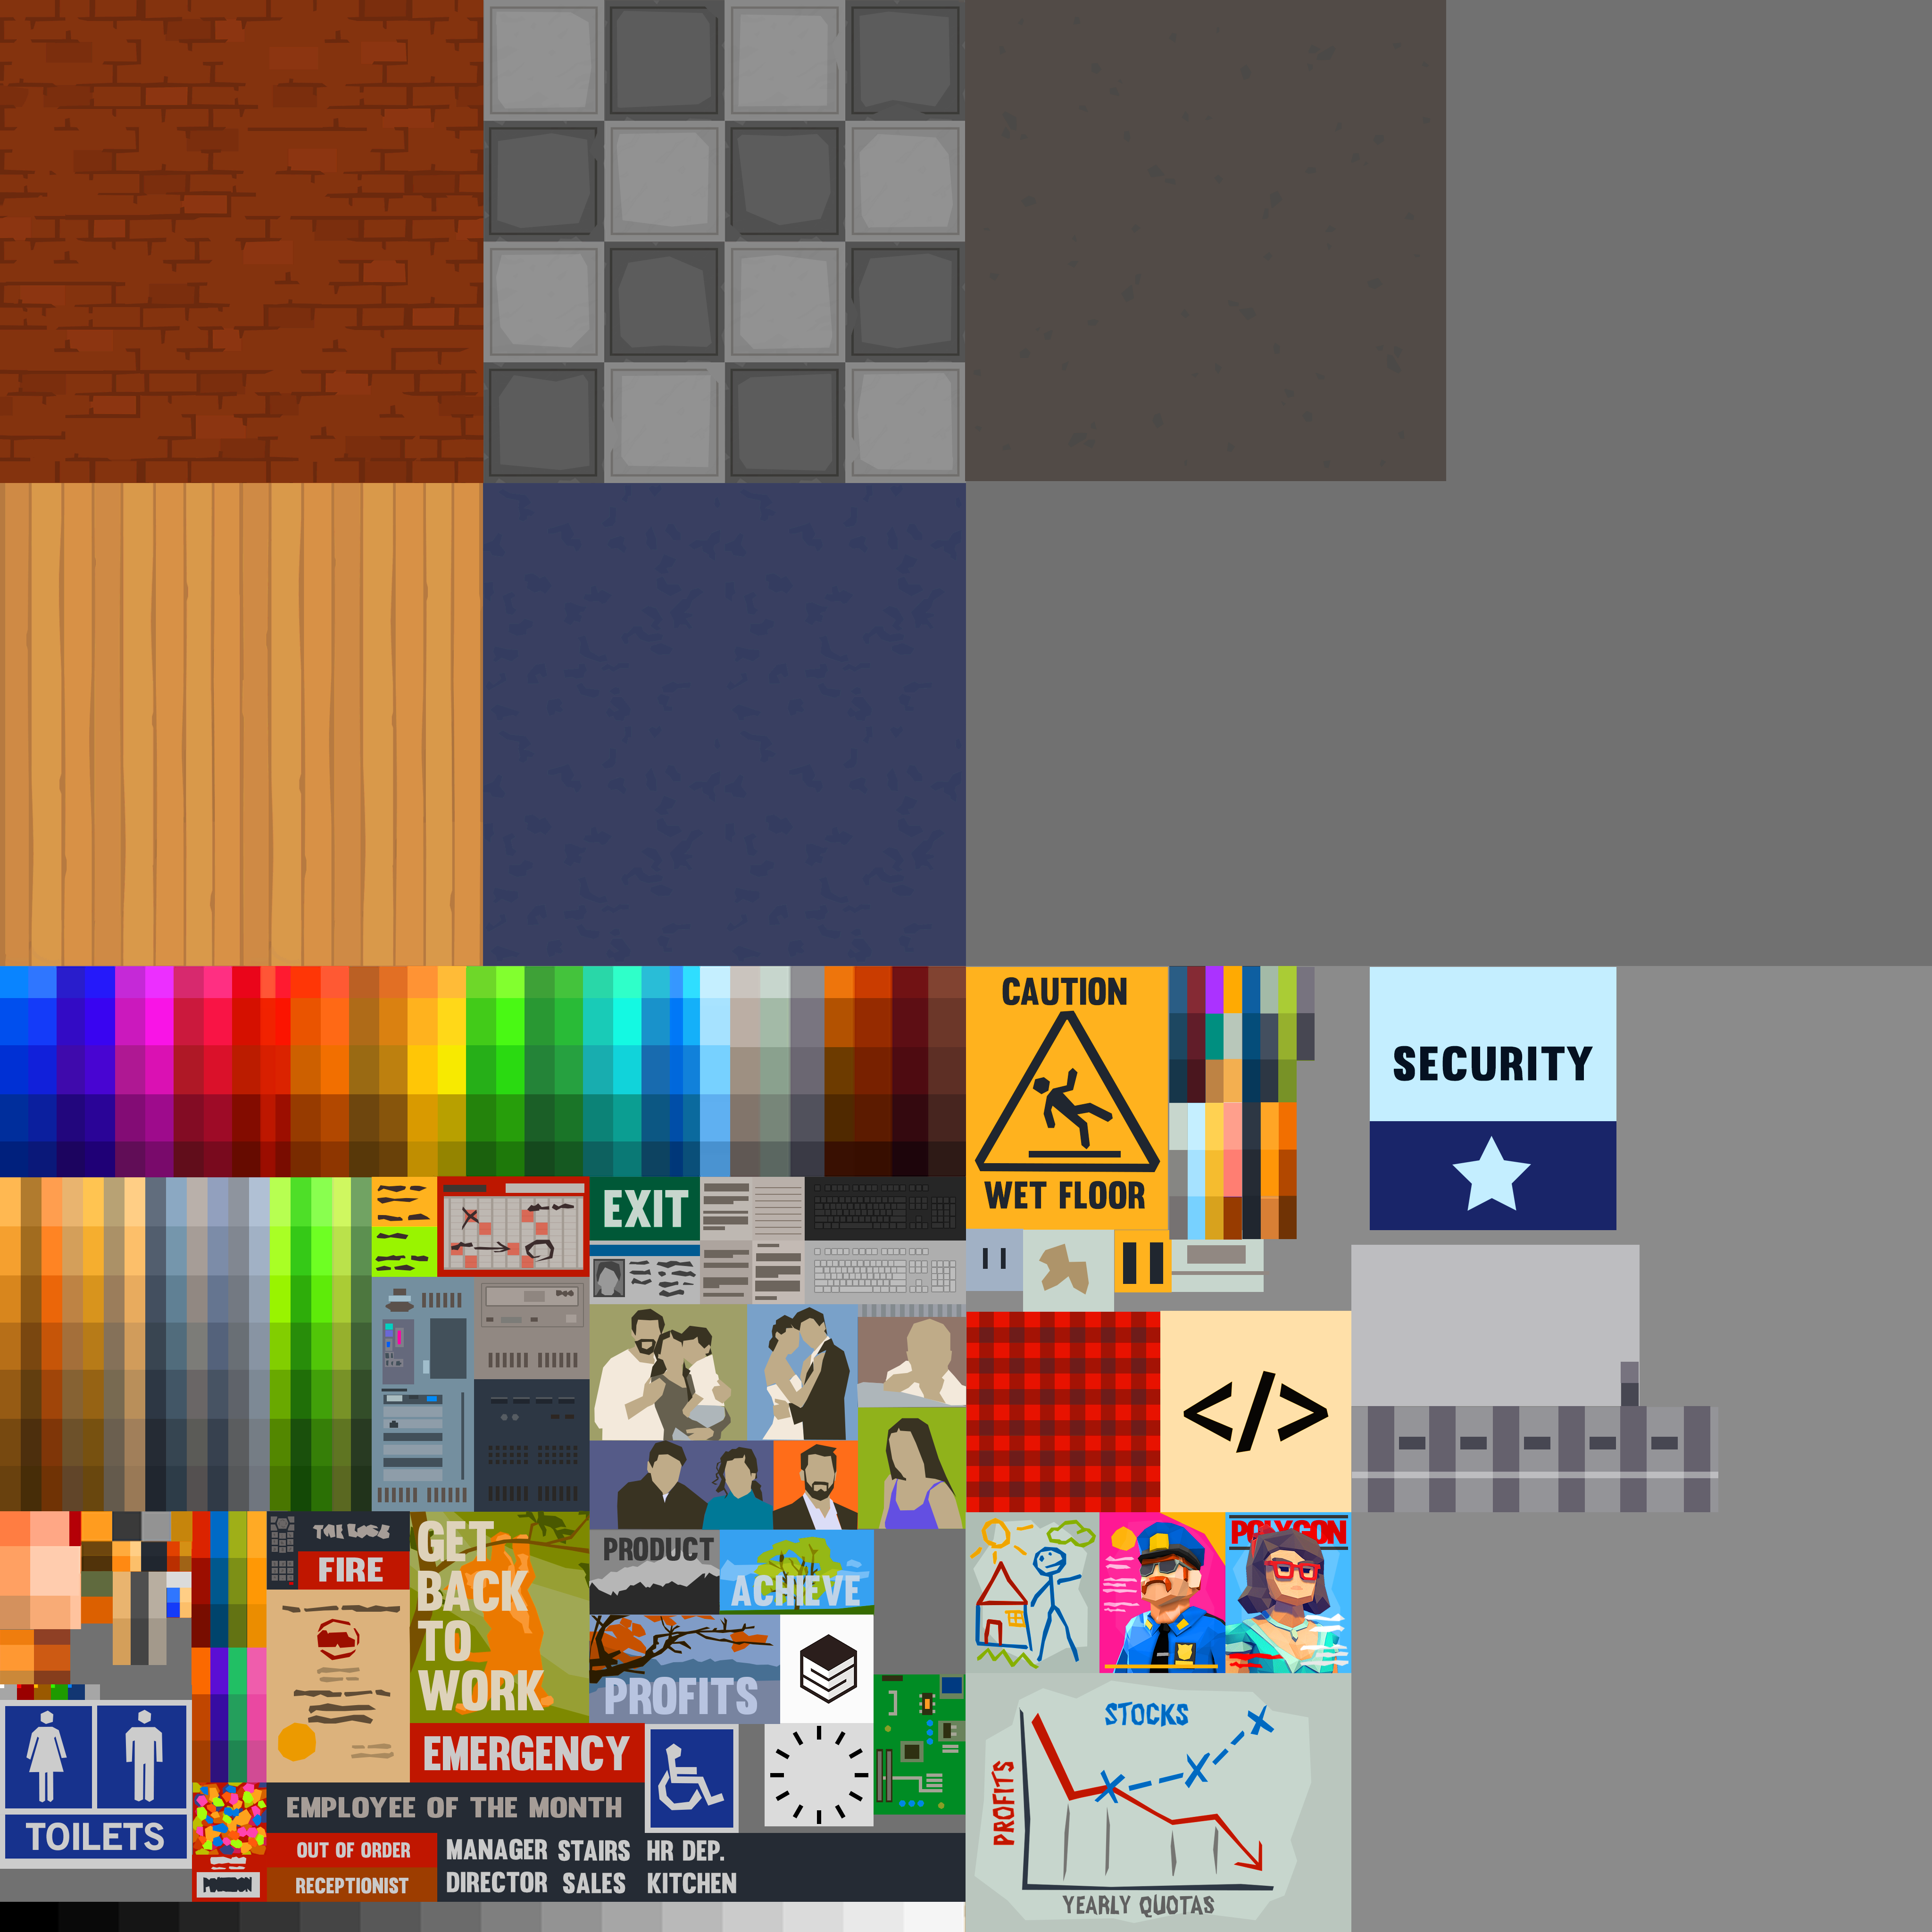 CAUTION
WET FLOOR
SECURITY
EXIT
</>
FIRE
GET
BACK
TO
WORK
PRODUCT
ACHIEVE
PROFITS
POLYGON
EMERGENCY
TOILETS
EMPLOYEE OF THE MONTH
OUT OF ORDER
RECEPTIONIST
MANAGER STAIRS HR DEP.
DIRECTOR SALES KITCHEN
STOCKS
PROFITS
YEARLY QUOTAS